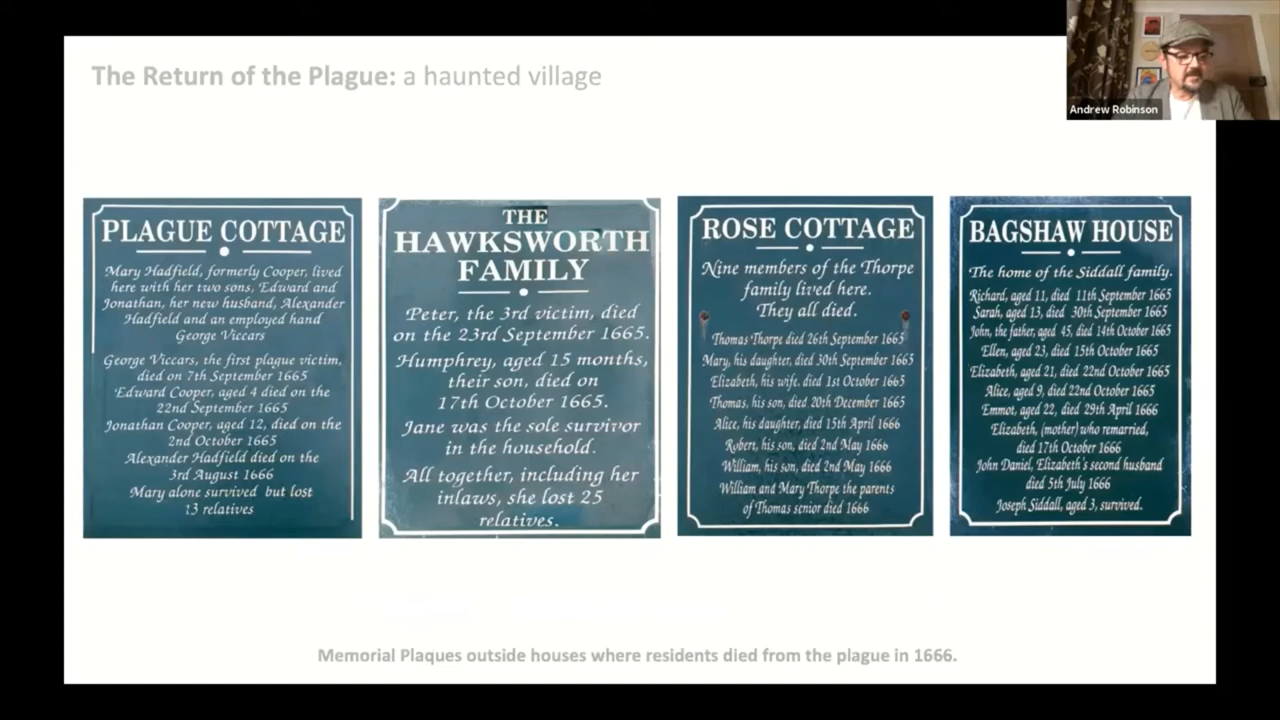 The Return of the Plague: a haunted village
Andrew Robinson
PLAGUE COTTAGE
Mary Hadfield, formerly Cooper, lived
here with her two sons, Edward and
Jonathan, her new husband, Alexander
Hadfield and an employed hand
George Viccars
George Viccars, the first plague victim,
died on 7th September 1665
Edward Cooper, aged 4 died on the
22nd September 1665
Jonathan Cooper, aged 12, died on the
2nd October 1665
Alexander Hadfield died on the
3rd August 1666
Mary alone survived but lost
13 relatives
THE
HAWKSWORTH
FAMILY
Peter, the 3rd victim, died
on the 23rd September 1665.
Humphrey, aged 15 months,
their son, died on
17th October 1665.
Jane was the sole survivor
in the household.
All together, including her
inlaws, she lost 25
relatives.
ROSE COTTAGE
Nine members of the Thorpe
family lived here.
They all died.
Thomas Thorpe died 26th September 1665
Mary, his daughter, died 30th September 1665
Elizabeth, his wife, died 1st October 1665
Thomas, his son, died 20th December 1665
Alice, his daughter, died 15th April 1666
Robert, his son, died 2nd May 1666
William, his son, died 2nd May 1666
William and Mary Thorpe the parents
of Thomas senior died 1666
BAGSHAW HOUSE
The home of the Siddall family.
Richard, aged 11, died 11th September 1665
Sarah, aged 13, died 30th September 1665
John, the father, aged 45, died 14th October 1665
Ellen, aged 23, died 15th October 1665
Elizabeth, aged 21, died 22nd October 1665
Alice, aged 9, died 22nd October 1665
Emmot, aged 22, died 29th April 1666
Elizabeth, (mother) who remarried,
died 17th October 1666
John Daniel, Elizabeth's second husband
died 5th July 1666
Joseph Siddall, aged 3, survived.
Memorial Plaques outside houses where residents died from the plague in 1666.